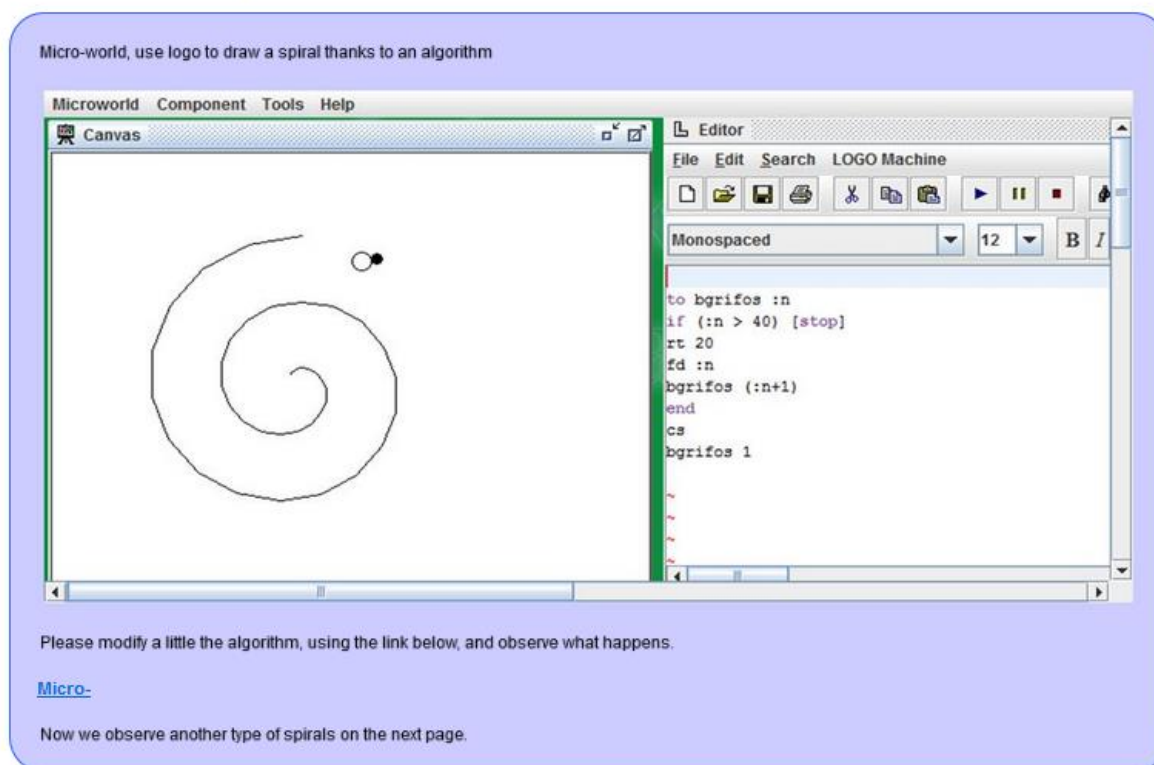 Micro-world, use logo to draw a spiral thanks to an algorithm
Microworld Component Tools Help
Canvas
Editor
File Edit Search LOGO Machine
Monospaced 12 B I
to bgrifos :n
if (:n > 40) [stop]
rt 20
fd :n
bgrifos (:n+1)
end
cs
bgrifos 1
~
~
~
~
Please modify a little the algorithm, using the link below, and observe what happens.
Micro-
Now we observe another type of spirals on the next page.